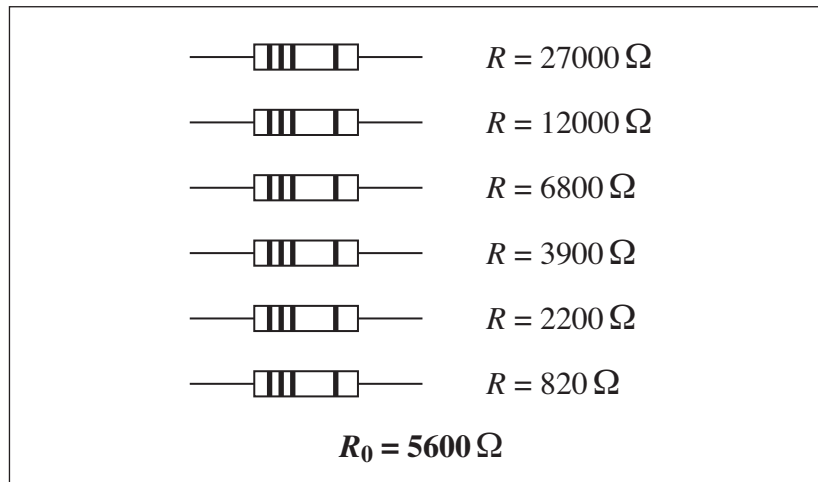 R = 27000 Ω
R = 12000 Ω
R = 6800 Ω
R = 3900 Ω
R = 2200 Ω
R = 820 Ω
R₀ = 5600 Ω